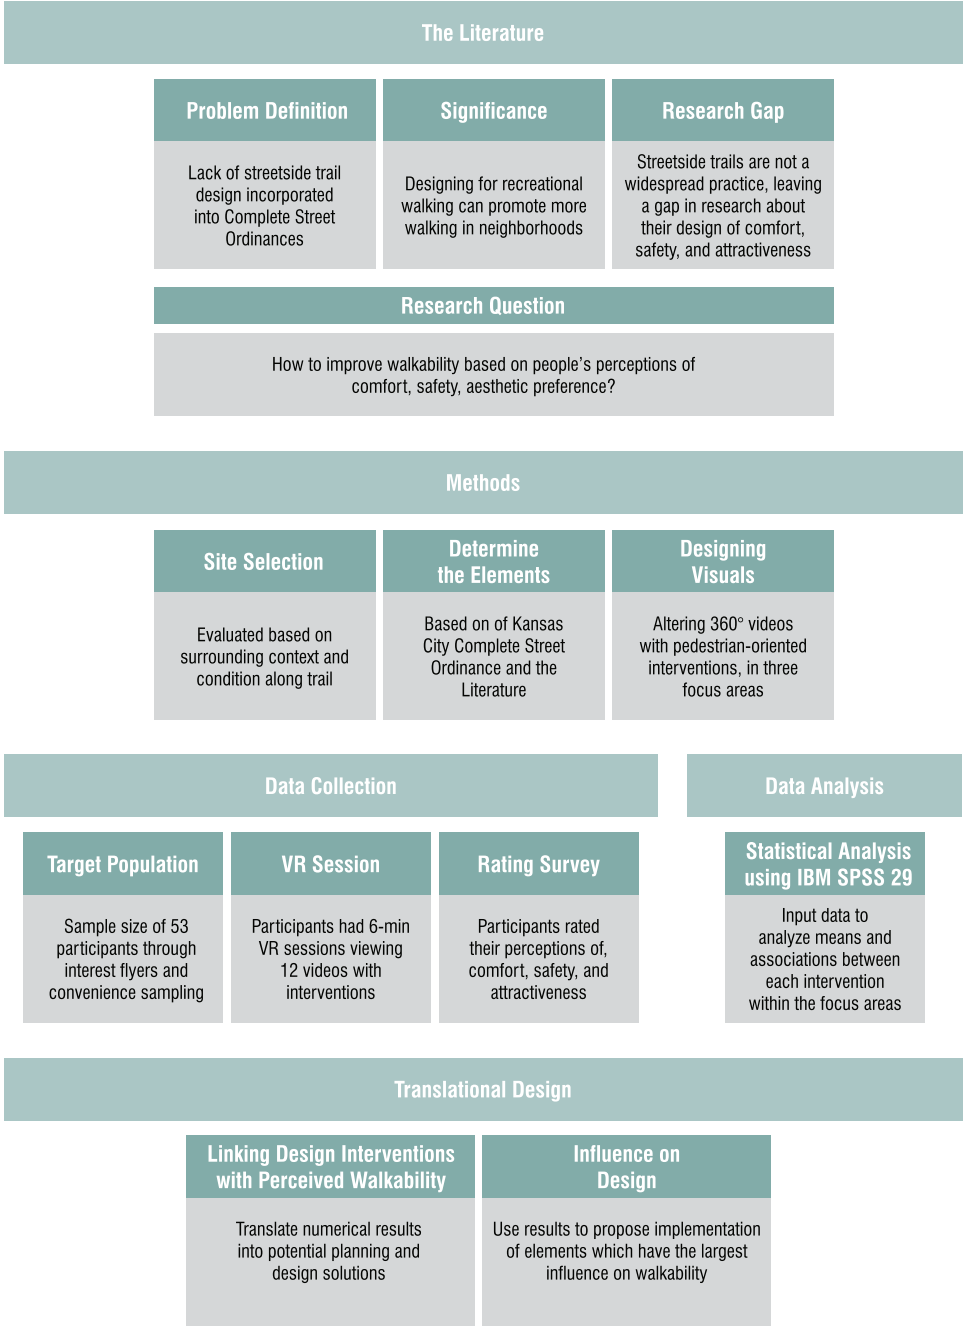 The Literature
Problem Definition
Lack of streetside trail
design incorporated
into Complete Street
Ordinances
Significance
Designing for recreational
walking can promote more
walking in neighborhoods
Research Gap
Streetside trails are not a
widespread practice, leaving
a gap in research about
their design of comfort,
safety, and attractiveness
Research Question
How to improve walkability based on people's perceptions of
comfort, safety, aesthetic preference?
Methods
Site Selection
Evaluated based on
surrounding context and
condition along trail
Determine
the Elements
Based on of Kansas
City Complete Street
Ordinance and the
Literature
Designing
Visuals
Altering 360° videos
with pedestrian-oriented
interventions, in three
focus areas
Data Collection
Target Population
Sample size of 53
participants through
interest flyers and
convenience sampling
VR Session
Participants had 6-min
VR sessions viewing
12 videos with
interventions
Rating Survey
Participants rated
their perceptions of,
comfort, safety, and
attractiveness
Data Analysis
Statistical Analysis
using IBM SPSS 29
Input data to
analyze means and
associations between
each intervention
within the focus areas
Translational Design
Linking Design Interventions
with Perceived Walkability
Translate numerical results
into potential planning and
design solutions
Influence on
Design
Use results to propose implementation
of elements which have the largest
influence on walkability